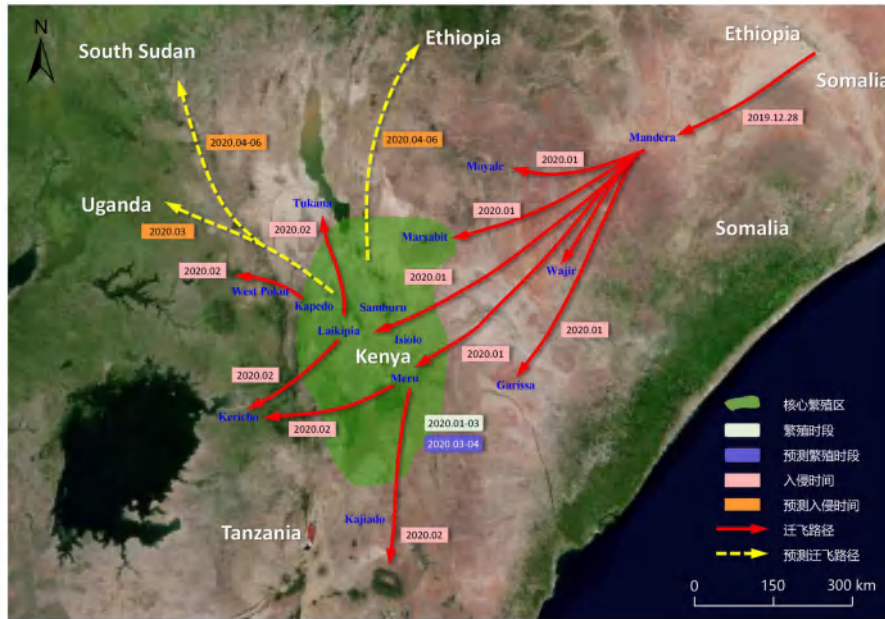 N
South Sudan
Ethiopia
Ethiopia
Somalia
2019.12.28
Mandera
2020.04-06
2020.04-06
2020.01
Moyale
Uganda
Tukana
2020.01
2020.03
2020.02
Marsabit
Somalia
2020.02
2020.01
Wajir
West Pokut
Kapedo
Samburu
Laikipia
Isiolo
2020.01
Kenya
2020.01
2020.02
Meru
Garissa
Kericho
2020.02
2020.01-03
2020.03-04
Kajiado
Tanzania
2020.02
核心繁殖区
繁殖时段
预测繁殖时段
入侵时间
预测入侵时间
迁飞路径
预测迁飞路径
0 150 300 km